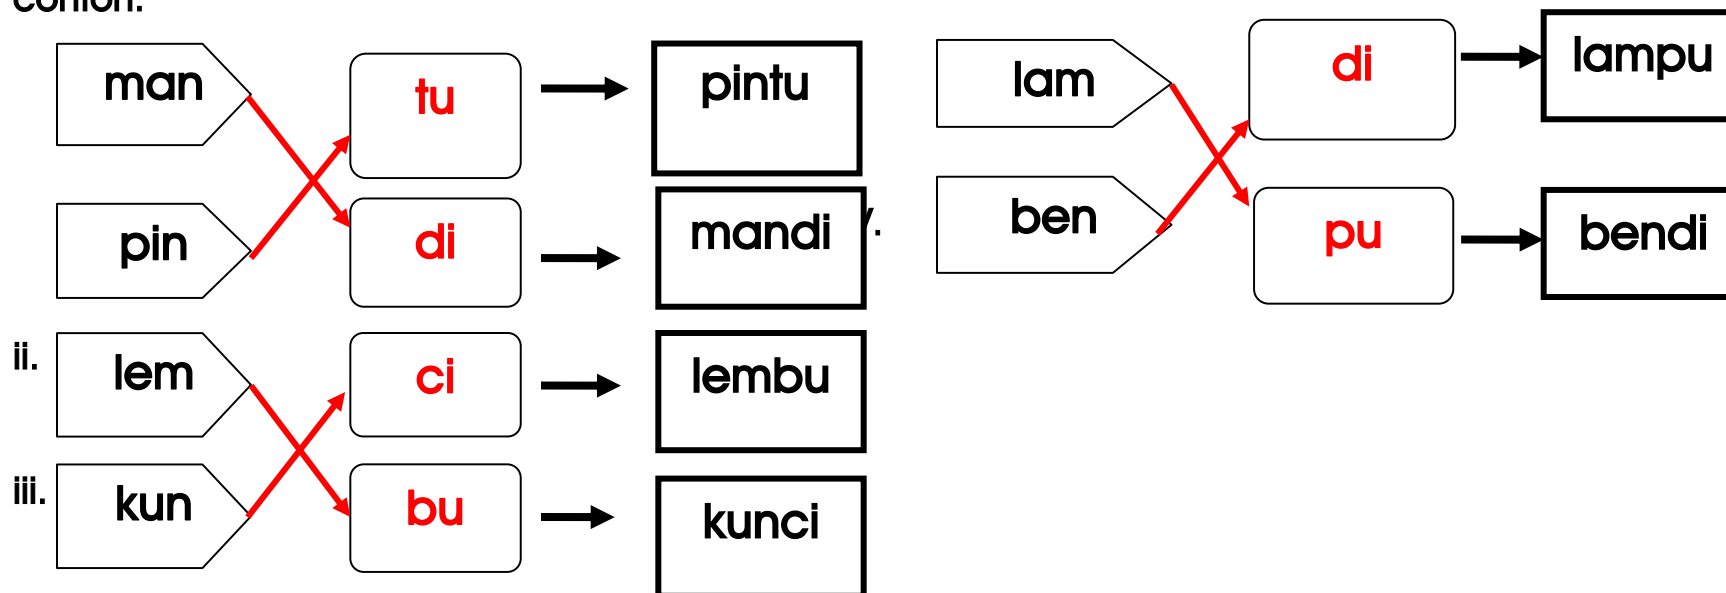 contoh:
man tu pintu
pin di mandi
ii. lem ci lembu
iii. kun bu kunci
lam di lampu
ben pu bendi